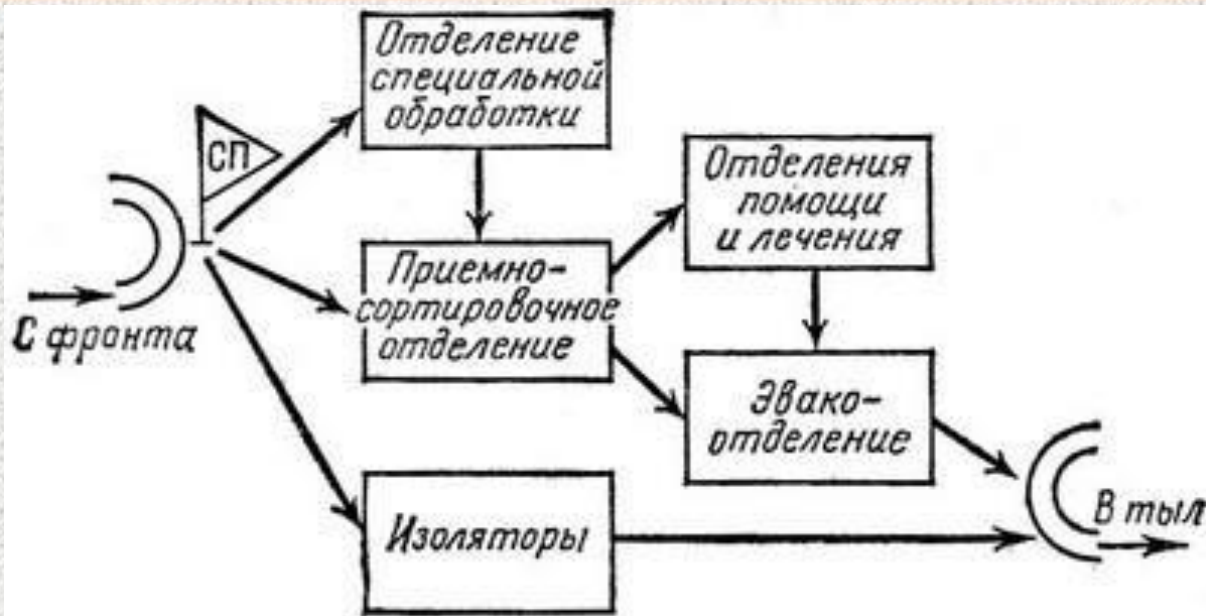 Отделение
специальной
обработки
СП
Отделения
помощи
и лечения
С фронта
Приемно-
сортировочное
отделение
Эвако-
отделение
Изоляторы
В тыл